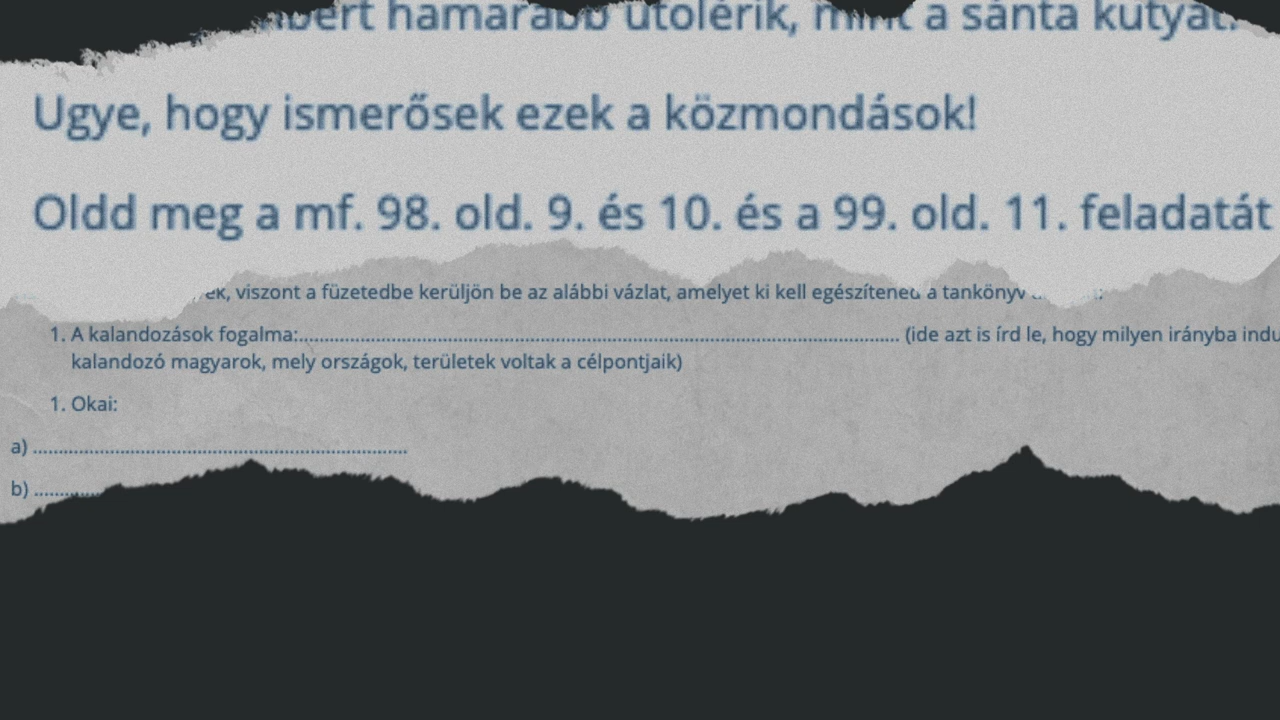 hamarabb utolérik, mint a sánta kutyát.
Ugye, hogy ismerősek ezek a közmondások!
Oldd meg a mf. 98. old. 9. és 10. és a 99. old. 11. feladatát
viszont a füzetedbe kerüljön be az alábbi vázlat, amelyet ki kell egészítened a tankönyv
1. A kalandozások fogalma:.................................................................................................... (ide azt is írd le, hogy milyen irányba
kalandozó magyarok, mely országok, területek voltak a célpontjaik)
1. Okai:
a) ..............................................................
b) ...........